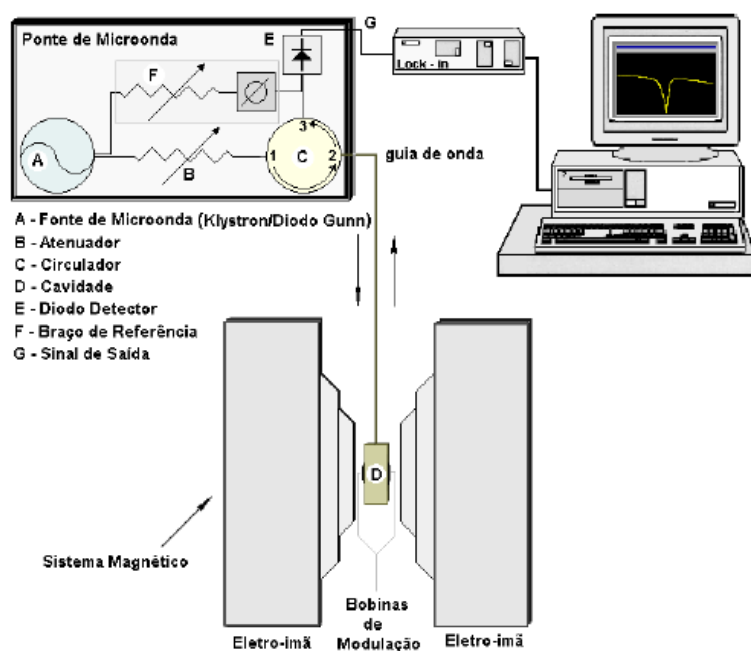 Ponte de Microonda
E
G
F
Lock - in
3
A
1
C
2
B
guia de onda
A - Fonte de Microonda (Klystron/Diodo Gunn)
B - Atenuador
C - Circulador
D - Cavidade
E - Diodo Detector
F - Braço de Referência
G - Sinal de Saída
D
Sistema Magnético
Bobinas
de
Modulação
Eletro-imã
Eletro-imã